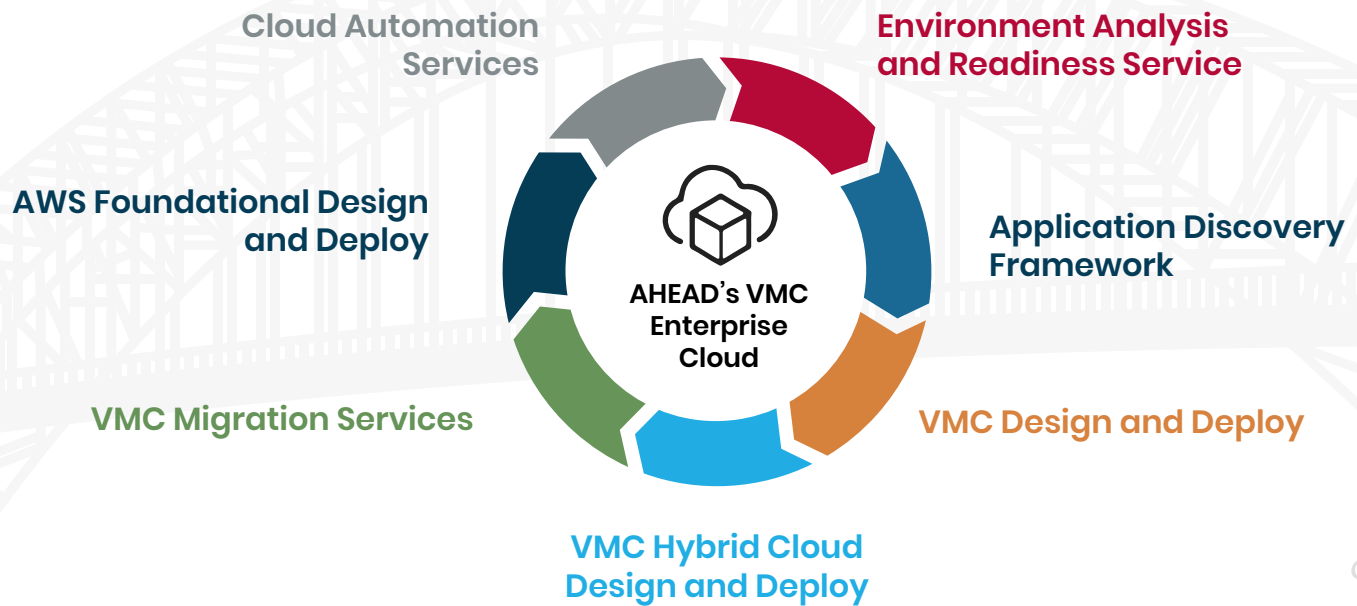 Cloud Automation
Services
Environment Analysis
and Readiness Service
AWS Foundational Design
and Deploy
Application Discovery
Framework
AHEAD's VMC
Enterprise
Cloud
VMC Migration Services
VMC Design and Deploy
VMC Hybrid Cloud
Design and Deploy